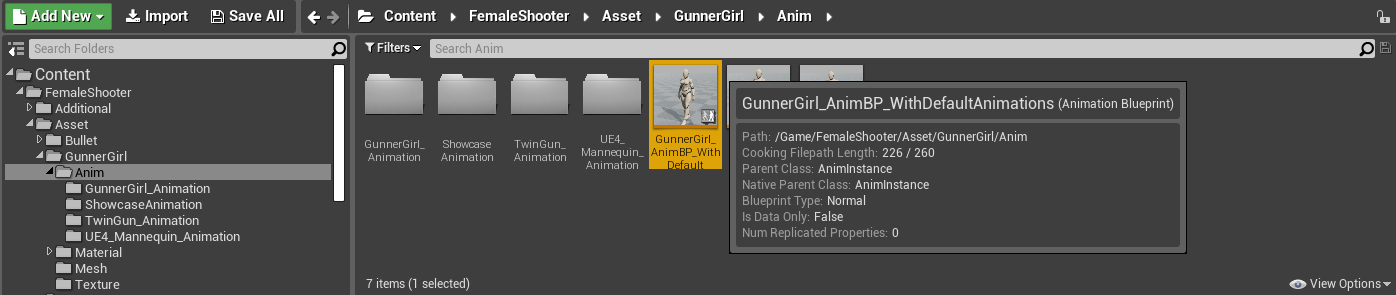 Add New Import Save All Content FemaleShooter Asset GunnerGirl Anim
Search Folders
Filters Search Anim
Content
FemaleShooter
Additional
Asset
Bullet
GunnerGirl
Anim
GunnerGirl_Animation
ShowcaseAnimation
TwinGun_Animation
UE4_Mannequin_Animation
Material
Mesh
Texture
GunnerGirl_
Animation
Showcase
Animation
TwinGun_
Animation
UE4_
Mannequin_
Animation
GunnerGirl_
AnimBP_With
Default
GunnerGirl_AnimBP_WithDefaultAnimations (Animation Blueprint)
Path: /Game/FemaleShooter/Asset/GunnerGirl/Anim
Cooking Filepath Length: 226 / 260
Parent Class: AnimInstance
Native Parent Class: AnimInstance
Blueprint Type: Normal
Is Data Only: False
Num Replicated Properties: 0
7 items (1 selected) View Options